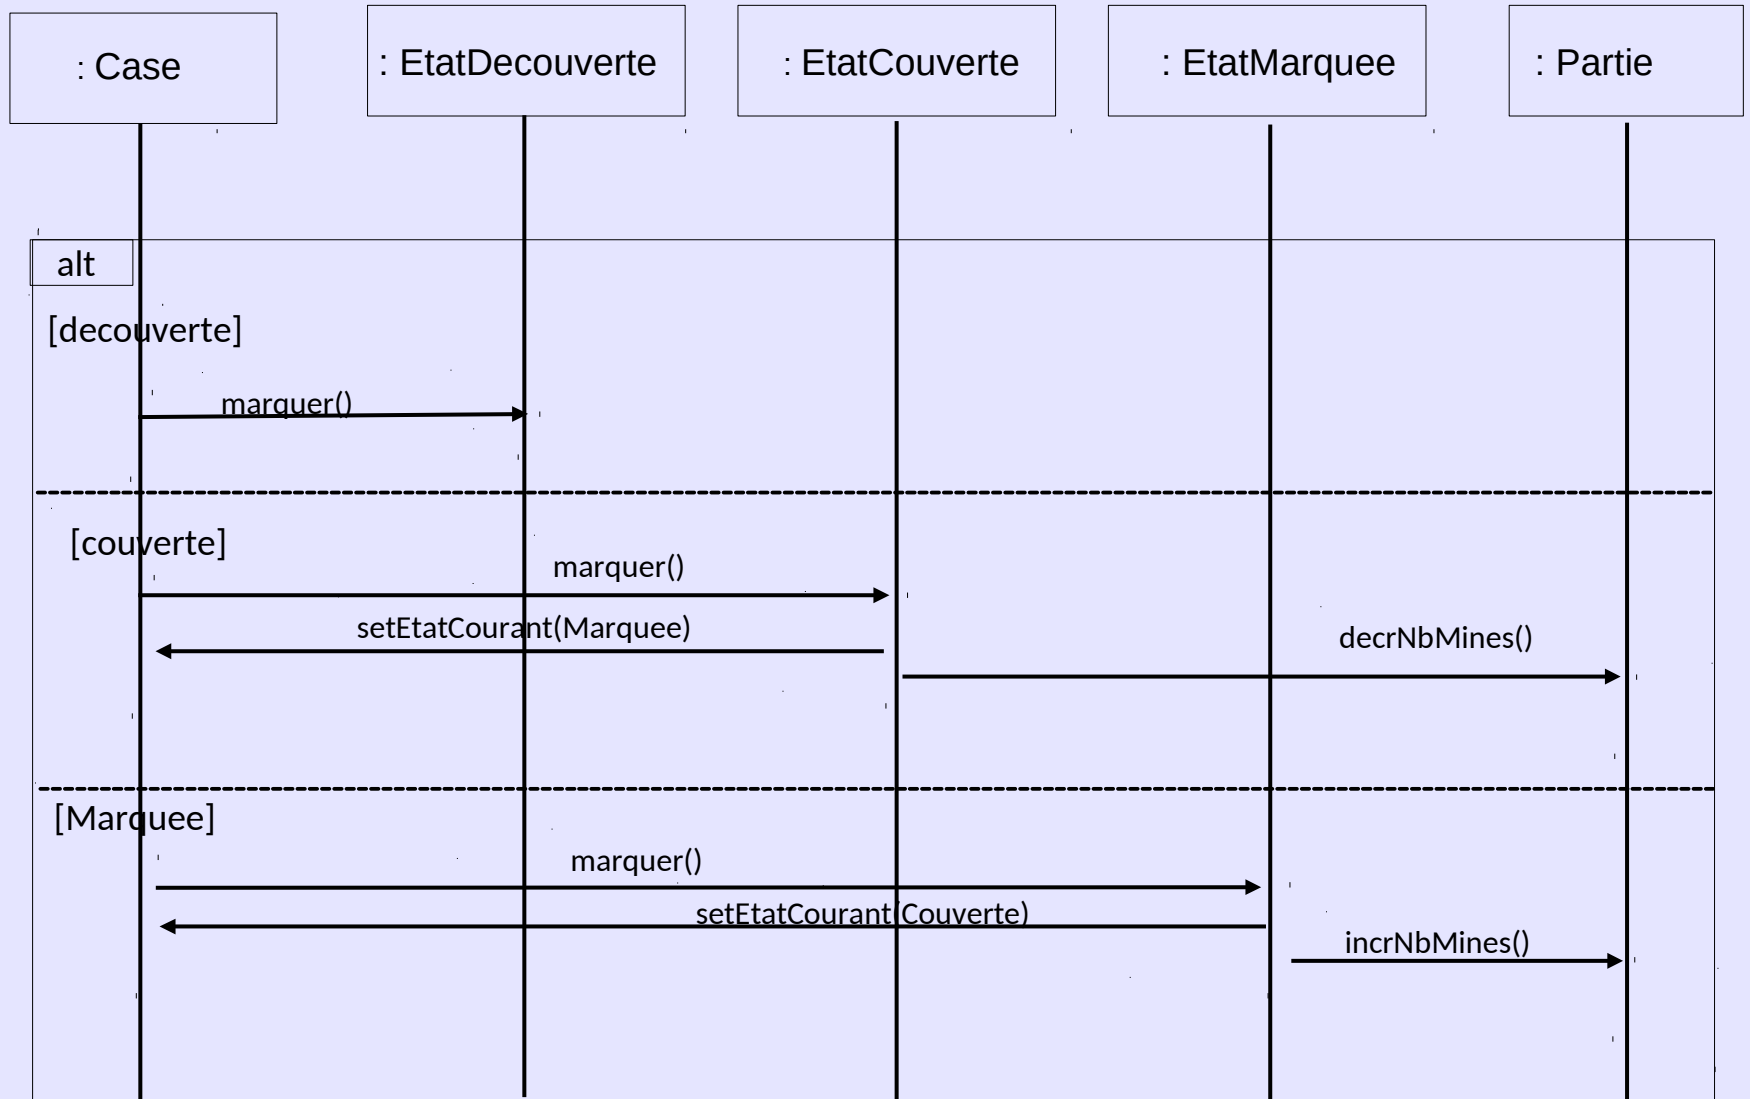 : Case
: EtatDecouverte
: EtatCouverte
: EtatMarquee
: Partie
alt
[decouverte]
marquer()
[couverte]
marquer()
setEtatCourant(Marquee)
decrNbMines()
[Marquee]
marquer()
setEtatCourant(Couverte)
incrNbMines()